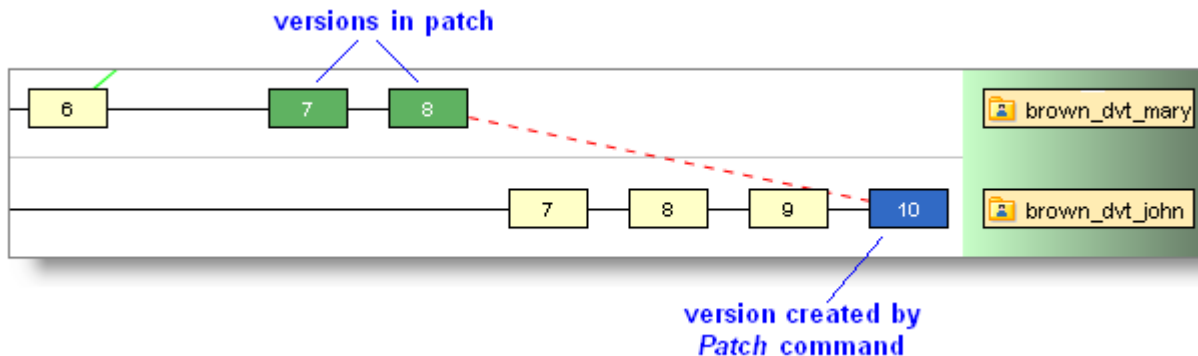 versions in patch
6 7 8 brown_dvt_mary
7 8 9 10 brown_dvt_john
version created by
Patch command